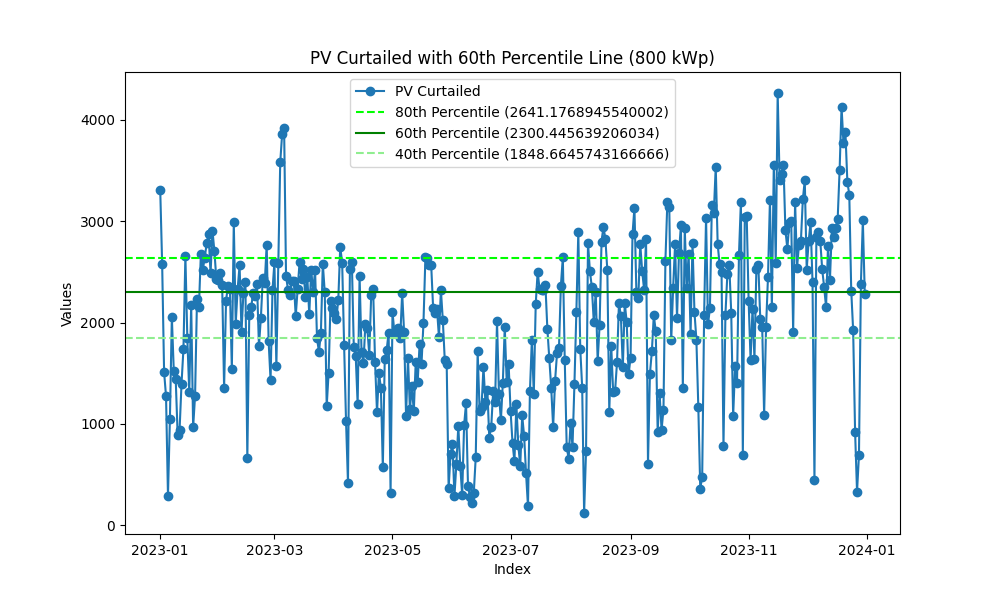 PV Curtailed with 60th Percentile Line (800 kWp)
PV Curtailed
80th Percentile (2641.1768945540002)
60th Percentile (2300.445639206034)
40th Percentile (1848.6645743166666)
4000
3000
2000
1000
0
Values
2023-01 2023-03 2023-05 2023-07 2023-09 2023-11 2024-01
Index